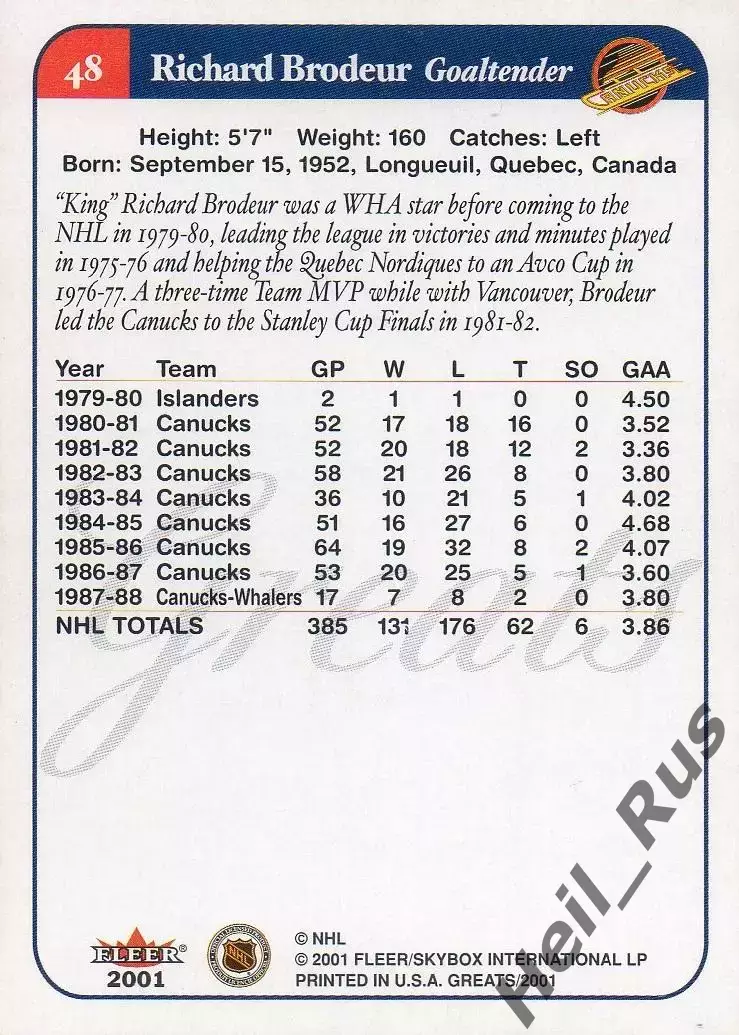 48 Richard Brodeur Goaltender CANUCKS
Height: 5'7" Weight: 160 Catches: Left
Born: September 15, 1952, Longueuil, Quebec, Canada
"King" Richard Brodeur was a WHA star before coming to the
NHL in 1979-80, leading the league in victories and minutes played
in 1975-76 and helping the Quebec Nordiques to an Avco Cup in
1976-77. A three-time Team MVP while with Vancouver, Brodeur
led the Canucks to the Stanley Cup Finals in 1981-82.
Year Team GP W L T SO GAA
1979-80 Islanders 2 1 1 0 0 4.50
1980-81 Canucks 52 17 18 16 0 3.52
1981-82 Canucks 52 20 18 12 2 3.36
1982-83 Canucks 58 21 26 8 0 3.80
1983-84 Canucks 36 10 21 5 1 4.02
1984-85 Canucks 51 16 27 6 0 4.68
1985-86 Canucks 64 19 32 8 2 4.07
1986-87 Canucks 53 20 25 5 1 3.60
1987-88 Canucks-Whalers 17 7 8 2 0 3.80
NHL TOTALS 385 131 176 62 6 3.86
Greats
Heil_Rus
FLEER®
2001
NHL
© NHL
© 2001 FLEER/SKYBOX INTERNATIONAL LP
PRINTED IN U.S.A. GREATS/2001